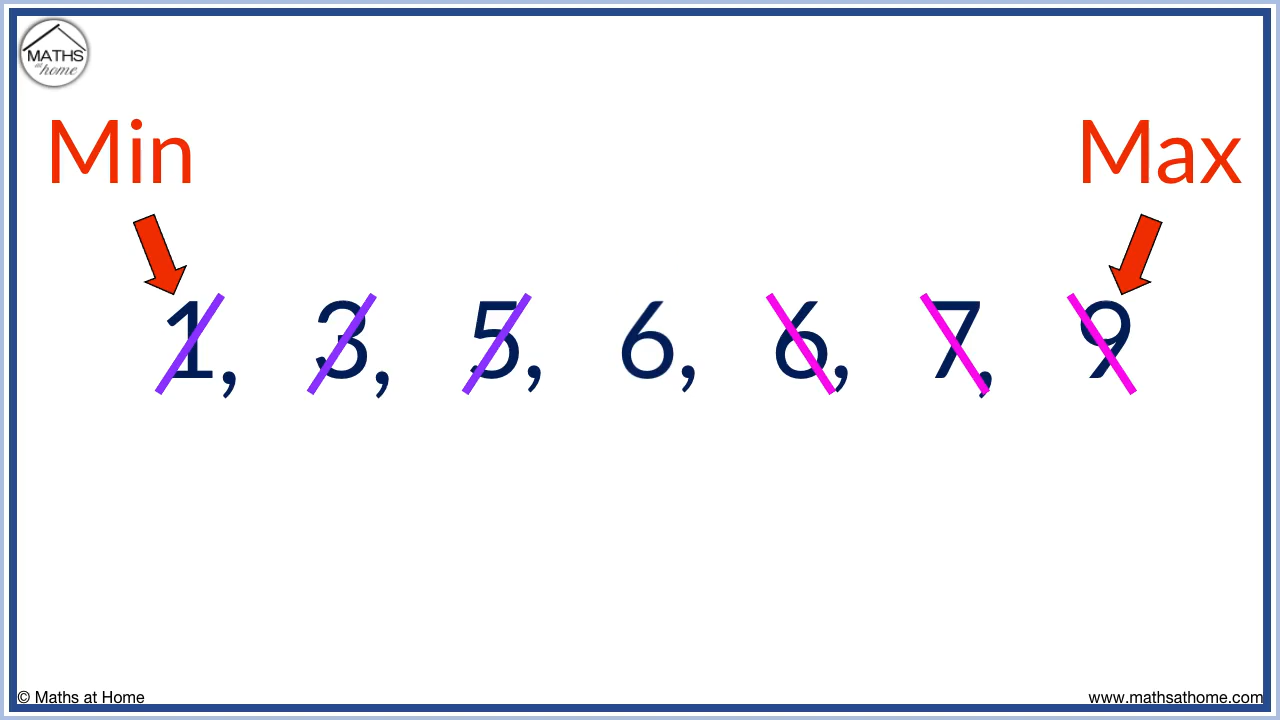 MATHS
at home
Min
Max
1, 3, 5, 6, 6, 7, 9
© Maths at Home
www.mathsathome.com